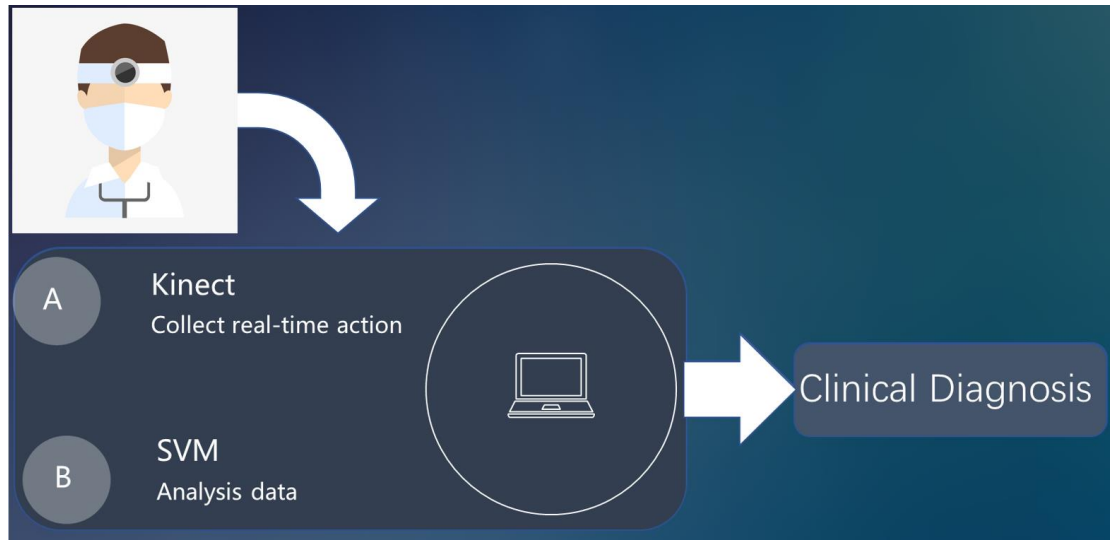 A
Kinect
Collect real-time action
B
SVM
Analysis data
Clinical Diagnosis